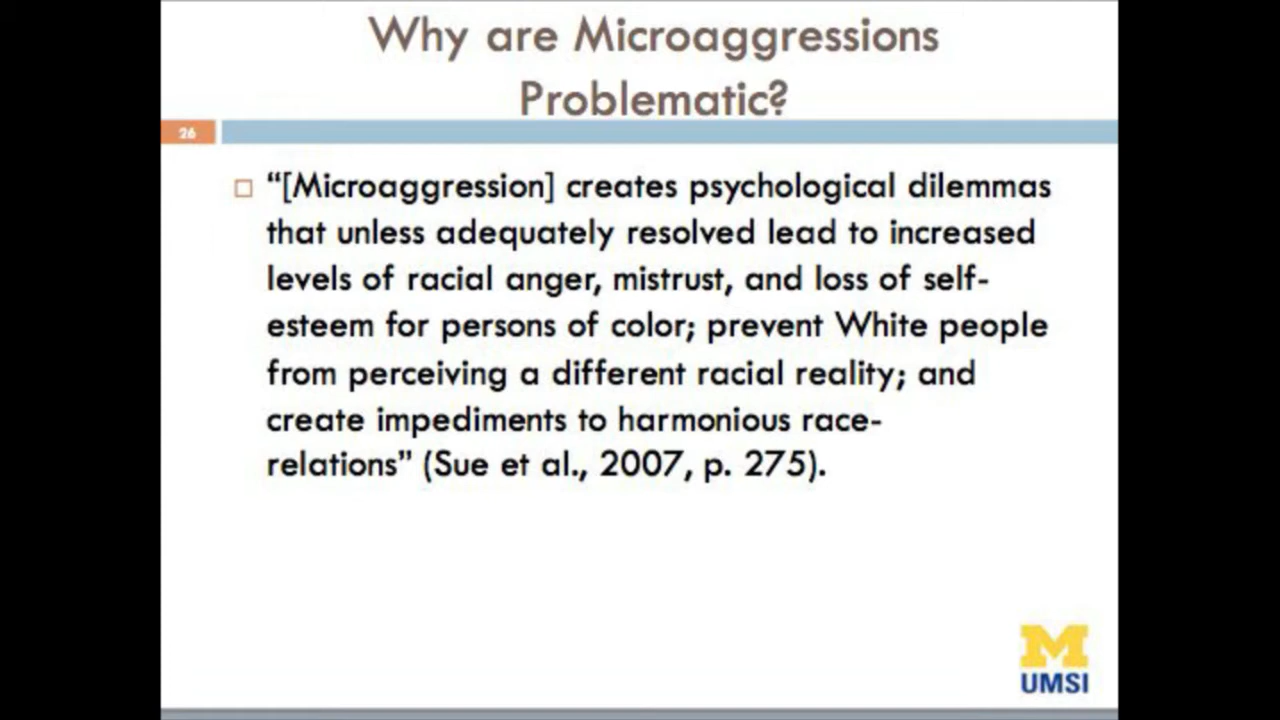 Why are Microaggressions
Problematic?
26
“[Microaggression] creates psychological dilemmas
that unless adequately resolved lead to increased
levels of racial anger, mistrust, and loss of self-
esteem for persons of color; prevent White people
from perceiving a different racial reality; and
create impediments to harmonious race-
relations” (Sue et al., 2007, p. 275).
M
UMSI